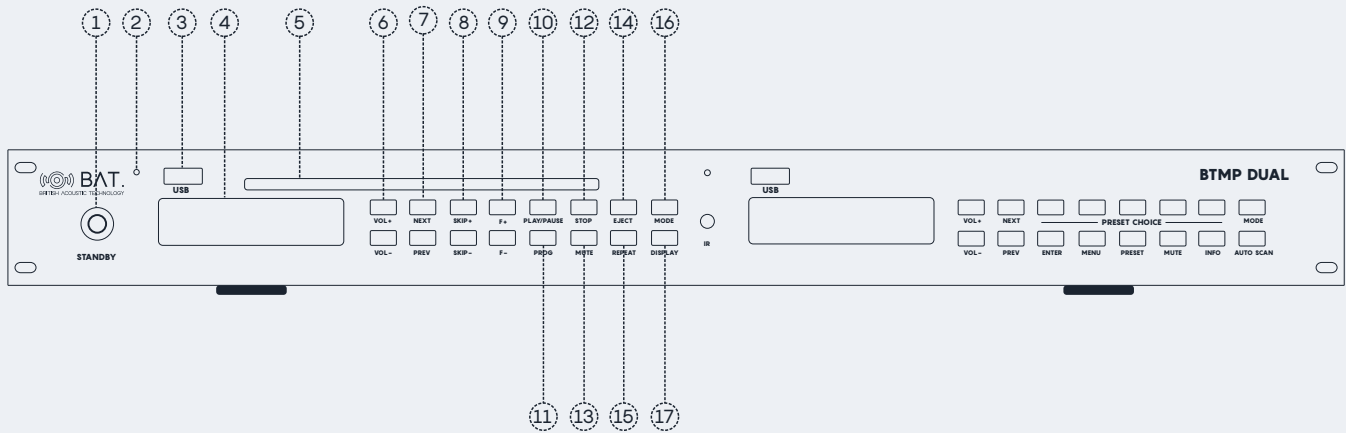 1 2 3 4 5 6 7 8 9 10 12 14 16
BAT.
BRITISH ACOUSTIC TECHNOLOGY
STANDBY
USB
VOL+ NEXT SKIP+ F+ PLAY/PAUSE STOP EJECT MODE
VOL- PREV SKIP- F- PROG MUTE REPEAT DISPLAY
IR
USB
BTMP DUAL
VOL+ NEXT PRESET CHOICE MODE
VOL- PREV ENTER MENU PRESET MUTE INFO AUTO SCAN
11 13 15 17